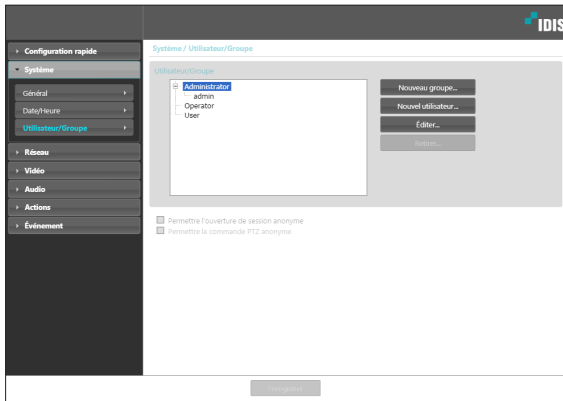 IDIS
Configuration rapide
Système
Général
Date/Heure
Utilisateur/Groupe
Réseau
Vidéo
Audio
Actions
Événement
Système / Utilisateur/Groupe
Utilisateur/Groupe
Administrator
admin
Operator
User
Nouveau groupe...
Nouvel utilisateur...
Éditer...
Retirer...
Permettre l'ouverture de session anonyme
Permettre la commande PTZ anonyme
Enregistrer